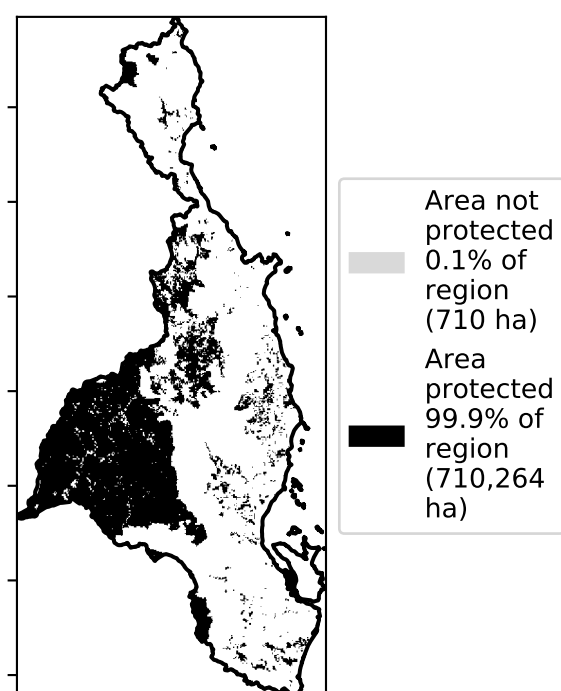 Area not
protected
0.1% of
region
(710 ha)
Area
protected
99.9% of
region
(710,264
ha)